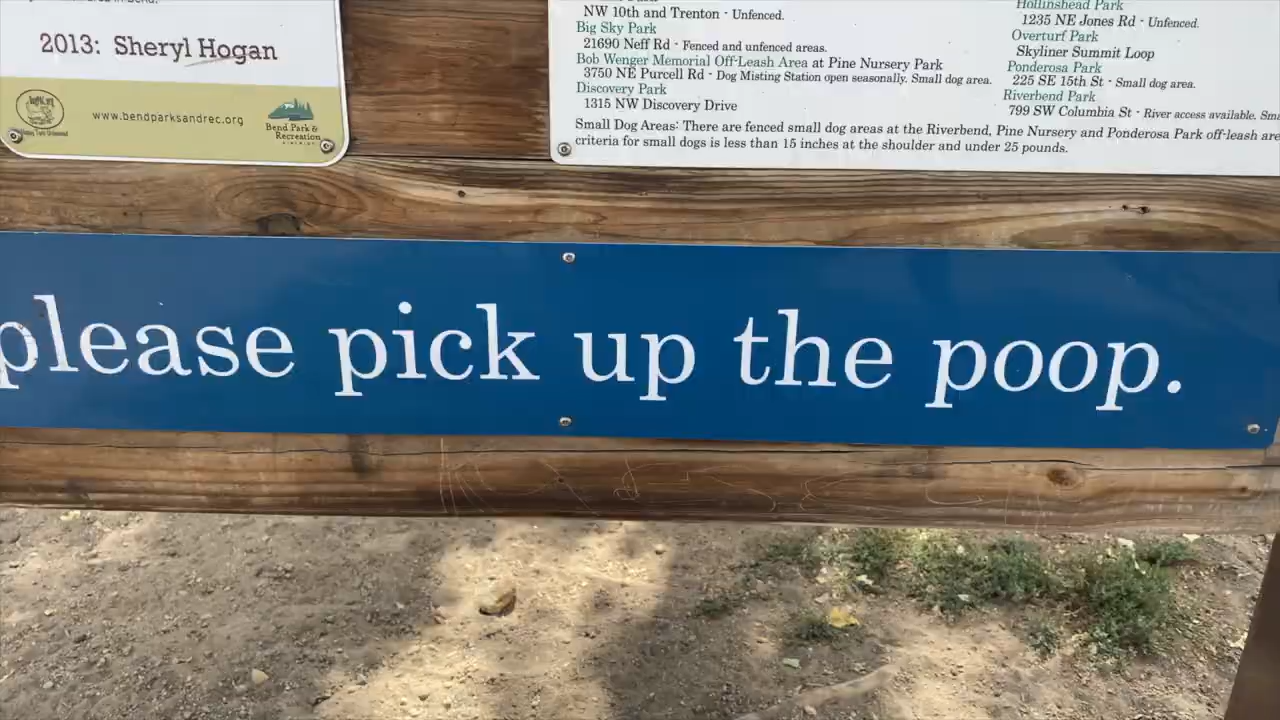 2013: Sheryl Hogan
www.bendparksandrec.org
Bend Park &
Recreation
DISTRICT
NW 10th and Trenton - Unfenced.
Big Sky Park
21690 Neff Rd - Fenced and unfenced areas.
Bob Wenger Memorial Off-Leash Area at Pine Nursery Park
3750 NE Purcell Rd - Dog Misting Station open seasonally. Small dog area.
Discovery Park
1315 NW Discovery Drive
Hollinshead Park
1235 NE Jones Rd - Unfenced.
Overturf Park
Skyliner Summit Loop
Ponderosa Park
225 SE 15th St - Small dog area.
Riverbend Park
799 SW Columbia St - River access available.
Small Dog Areas: There are fenced small dog areas at the Riverbend, Pine Nursery and Ponderosa Park off-leash are
criteria for small dogs is less than 15 inches at the shoulder and under 25 pounds.
please pick up the poop.